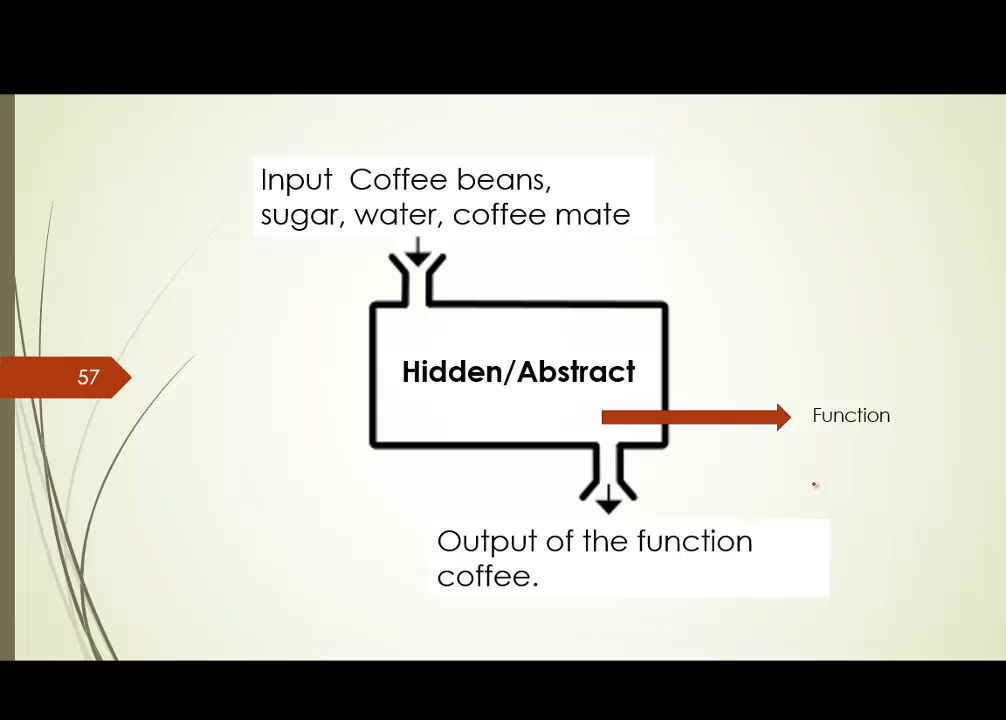 Input  Coffee beans,
sugar, water, coffee mate
Hidden/Abstract
57
Function
Output of the function
coffee.